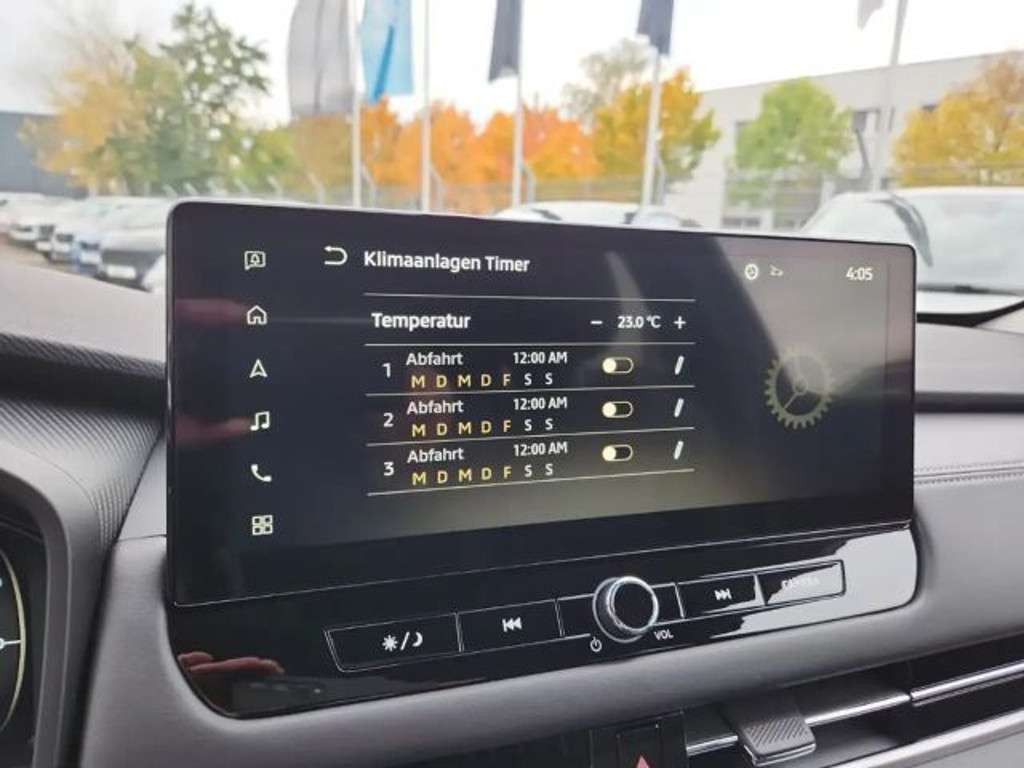 Klimaanlagen Timer
4:05
Temperatur − 23.0 °C +
1 Abfahrt 12:00 AM
M D M D F S S
2 Abfahrt 12:00 AM
M D M D F S S
3 Abfahrt 12:00 AM
M D M D F S S
VOL
CAMERA